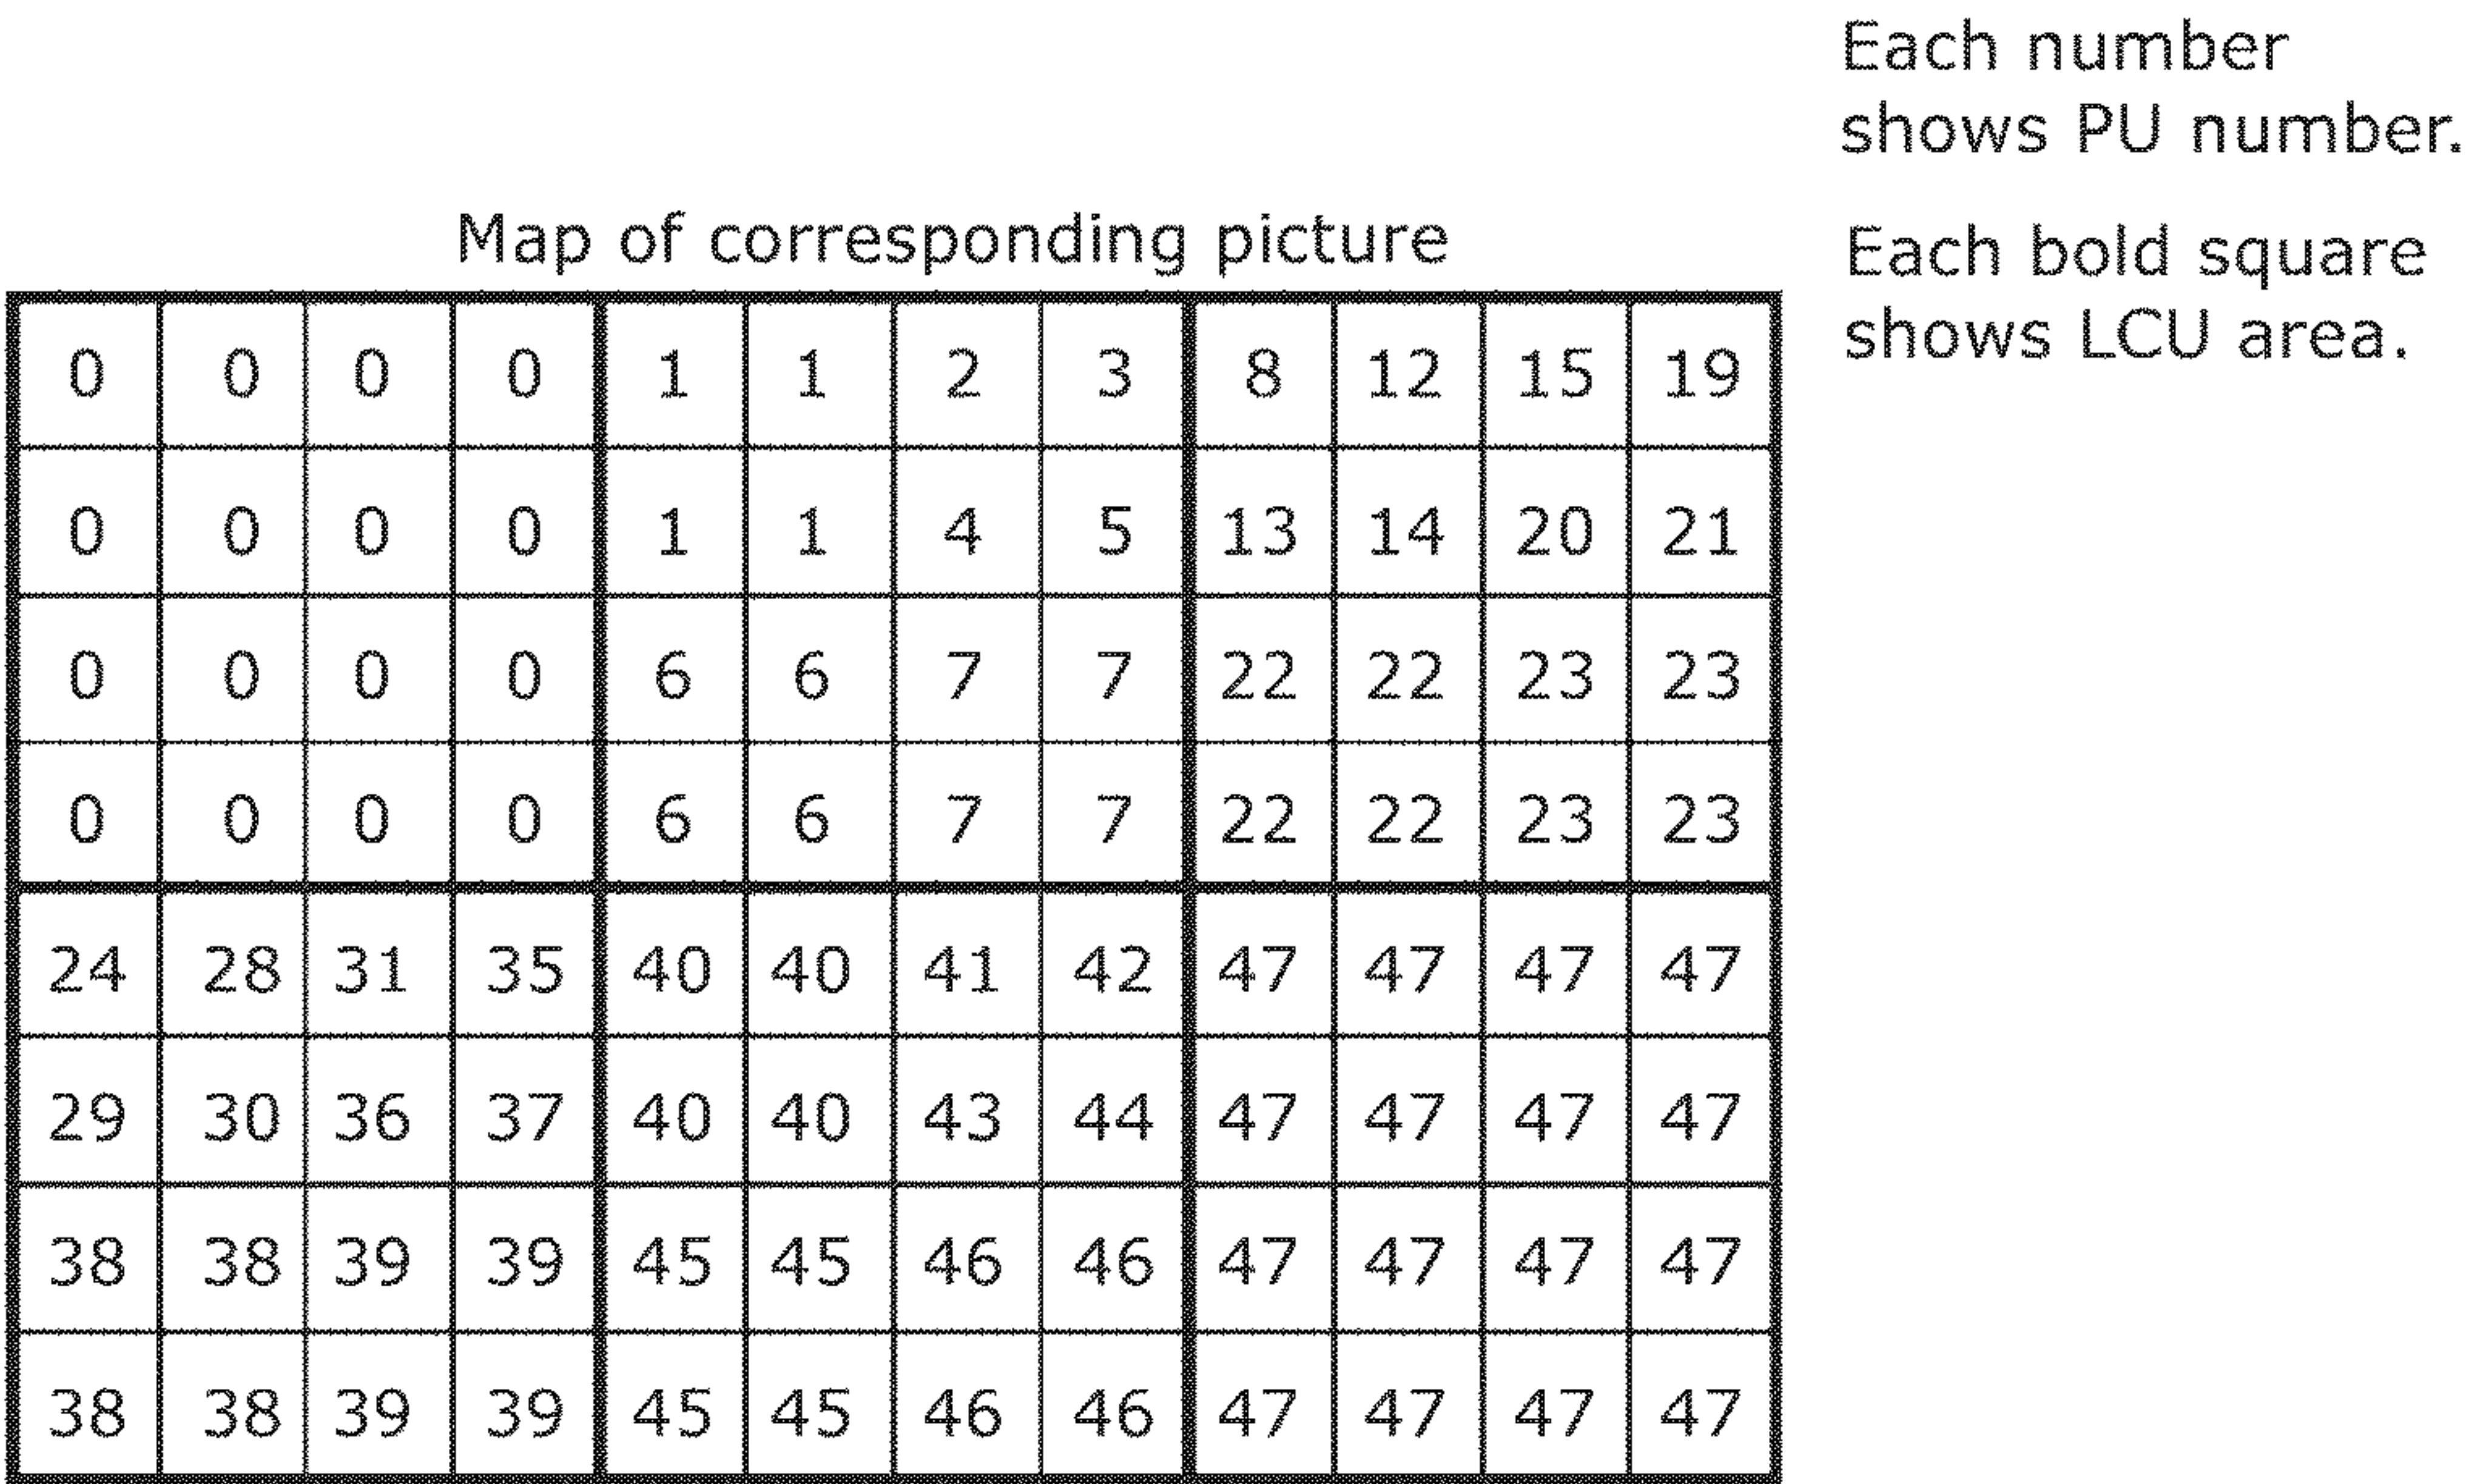 Each number
shows PU number.
Each bold square
shows LCU area.
Map of corresponding picture
0 0 0 0 1 1 2 3 8 12 15 19
0 0 0 0 1 1 4 5 13 14 20 21
0 0 0 0 6 6 7 7 22 22 23 23
0 0 0 0 6 6 7 7 22 22 23 23
24 28 31 35 40 40 41 42 47 47 47 47
29 30 36 37 40 40 43 44 47 47 47 47
38 38 39 39 45 45 46 46 47 47 47 47
38 38 39 39 45 45 46 46 47 47 47 47